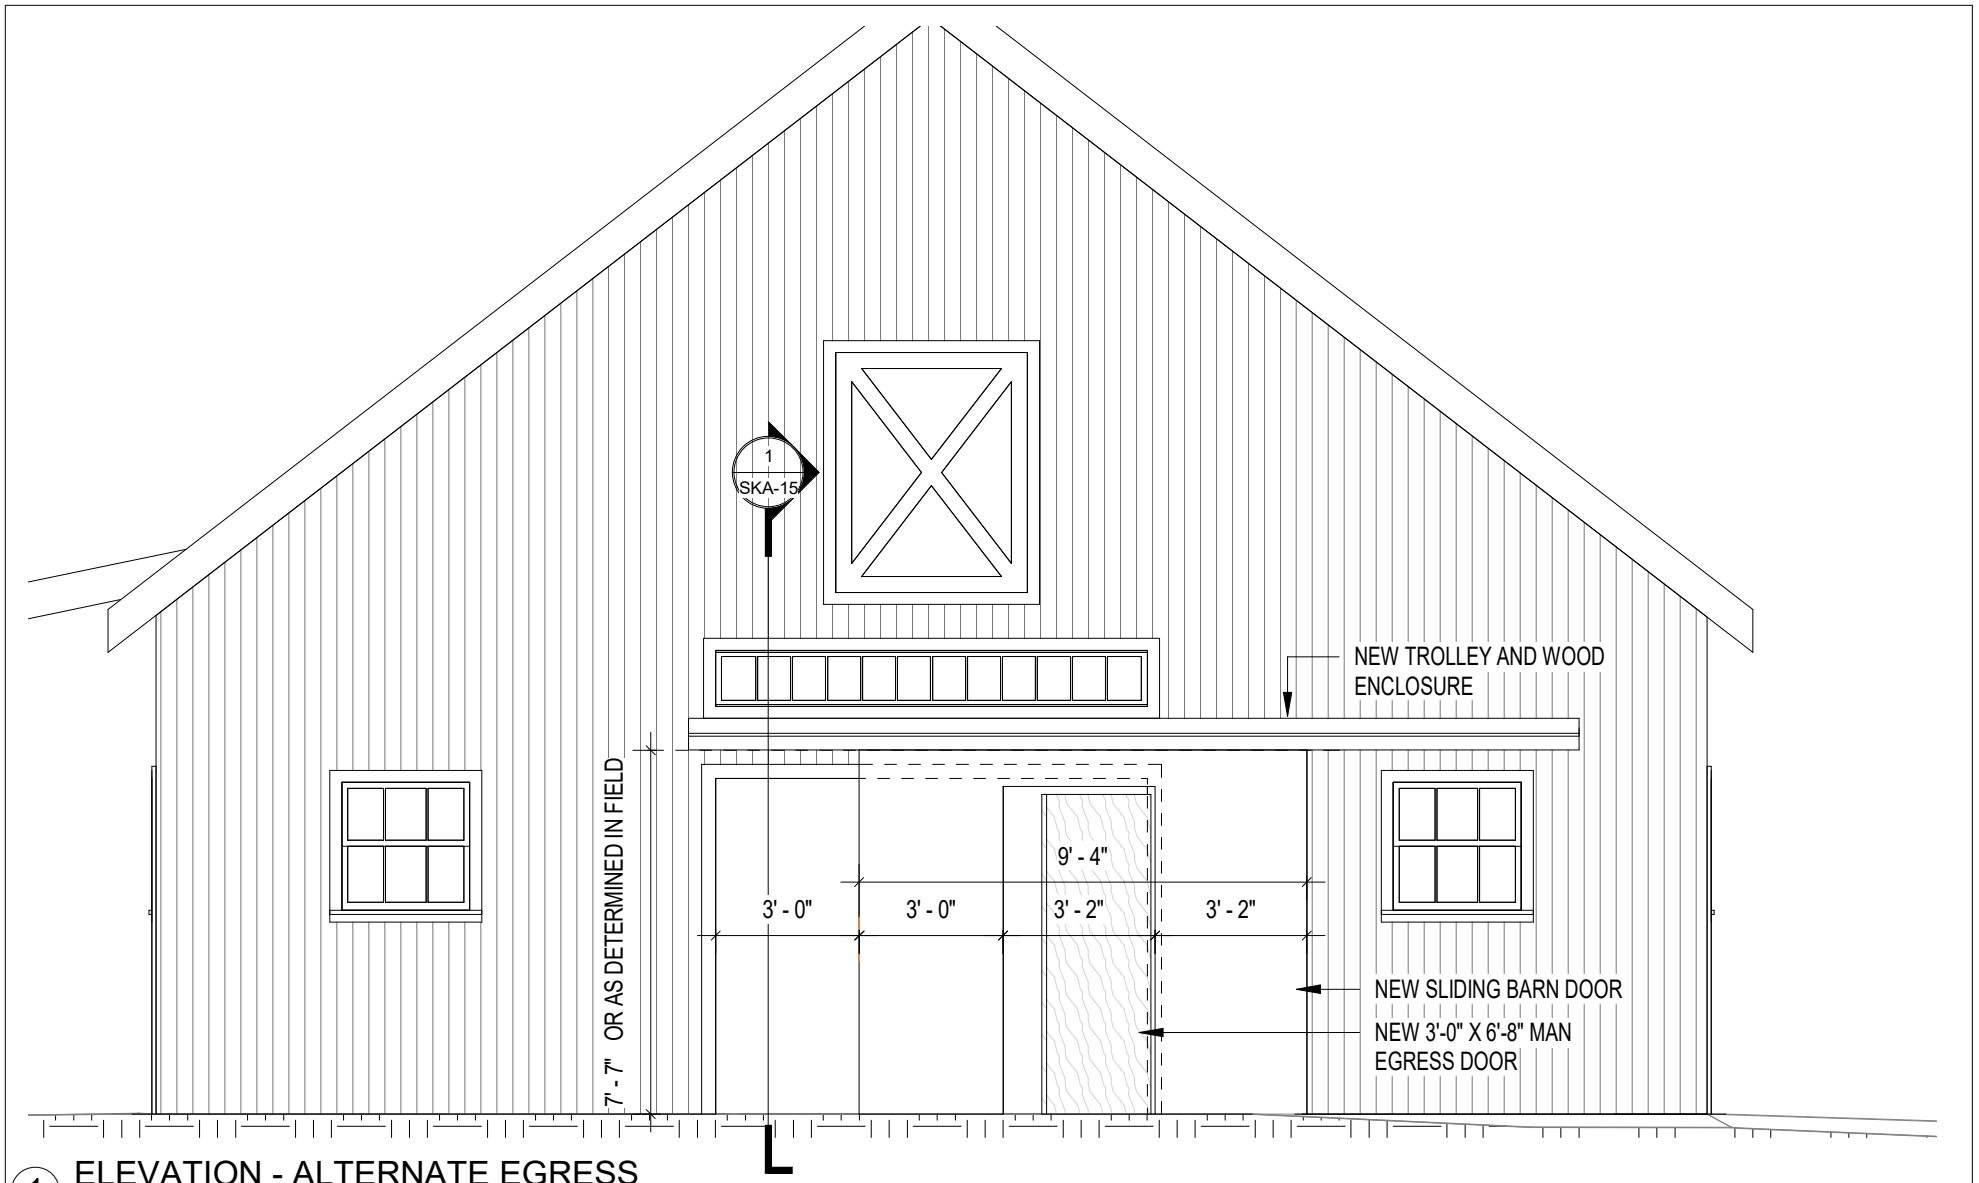 1
SKA-15
NEW TROLLEY AND WOOD
ENCLOSURE
7' - 7" OR AS DETERMINED IN FIELD
9' - 4"
3' - 0"
3' - 0"
3' - 2"
3' - 2"
NEW SLIDING BARN DOOR
NEW 3'-0" X 6'-8" MAN
EGRESS DOOR
ELEVATION - ALTERNATE EGRESS